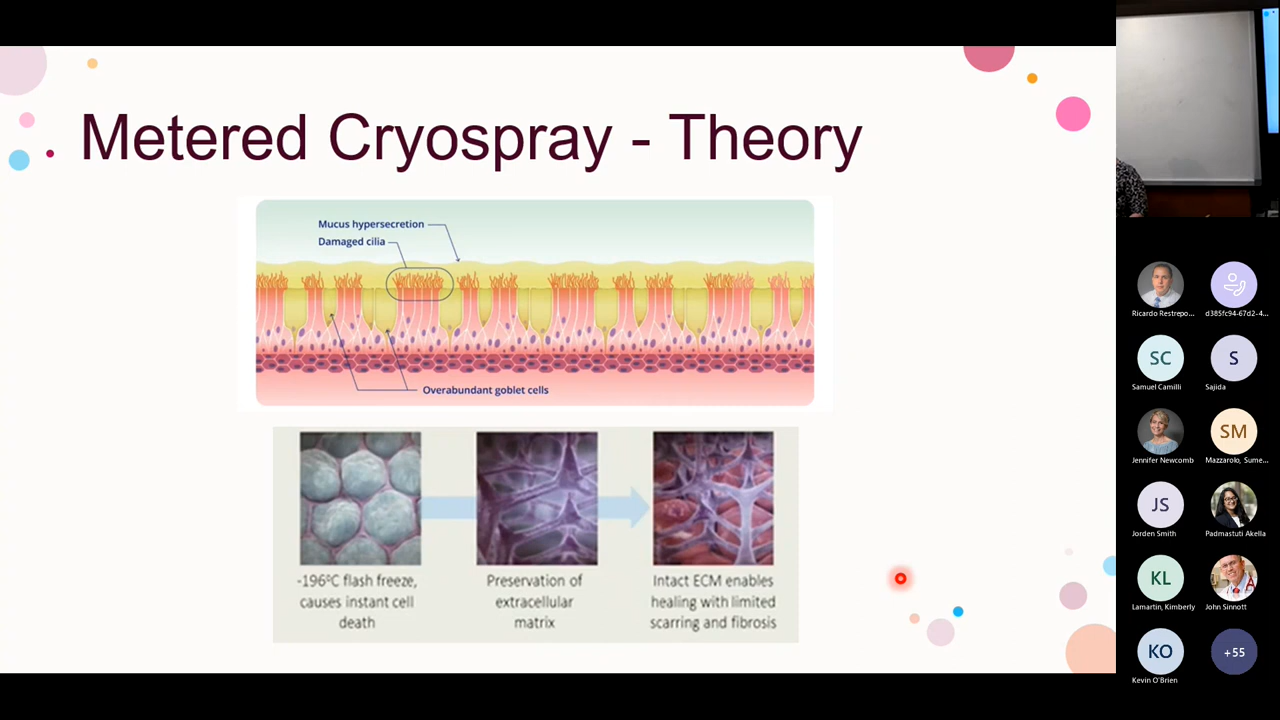 Metered Cryospray - Theory
Mucus hypersecretion
Damaged cilia
Overabundant goblet cells
-196ºC flash freeze,
causes instant cell
death
Preservation of
extracellular
matrix
Intact ECM enables
healing with limited
scarring and fibrosis
Ricardo Restrepo...
d385fc94-67d2-4...
SC
Samuel Camilli
S
Sajida
Jennifer Newcomb
SM
Mazzarolo, Sume...
JS
Jorden Smith
Padmastuti Akella
KL
Lamartin, Kimberly
A
John Sinnott
KO
Kevin O'Brien
+55